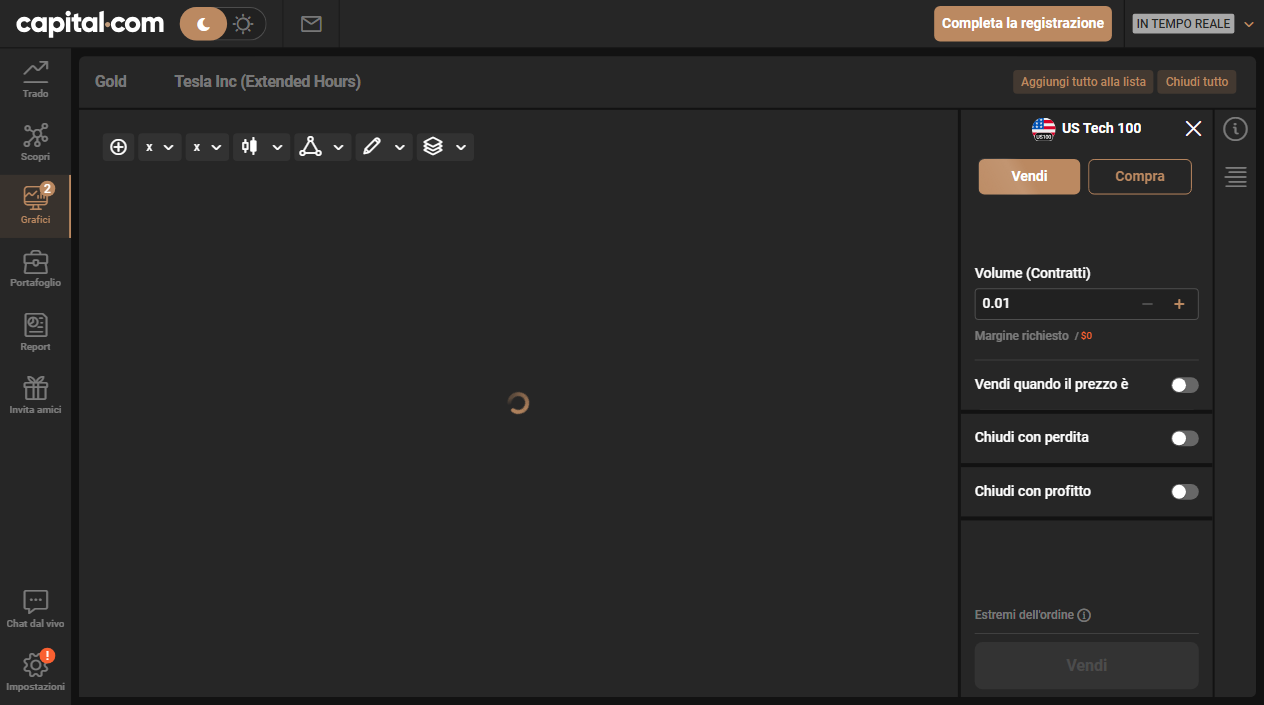 capital.com
Completa la registrazione
IN TEMPO REALE
Trado
Scopri
2
Grafici
Portafoglio
Report
Invita amici
Chat dal vivo
!
Impostazioni
Gold
Tesla Inc (Extended Hours)
Aggiungi tutto alla lista
Chiudi tutto
x
x
US100
US Tech 100
Vendi
Compra
Volume (Contratti)
0.01
Margine richiesto / $0
Vendi quando il prezzo è
Chiudi con perdita
Chiudi con profitto
Estremi dell'ordine
Vendi